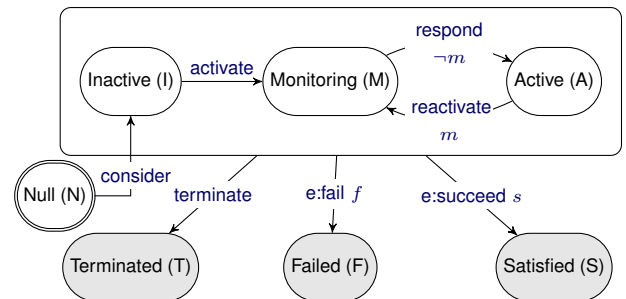 respond
¬m
Inactive (I)
activate
Monitoring (M)
Active (A)
reactivate
m
consider
Null (N)
terminate
e:fail f
e:succeed s
Terminated (T)
Failed (F)
Satisfied (S)